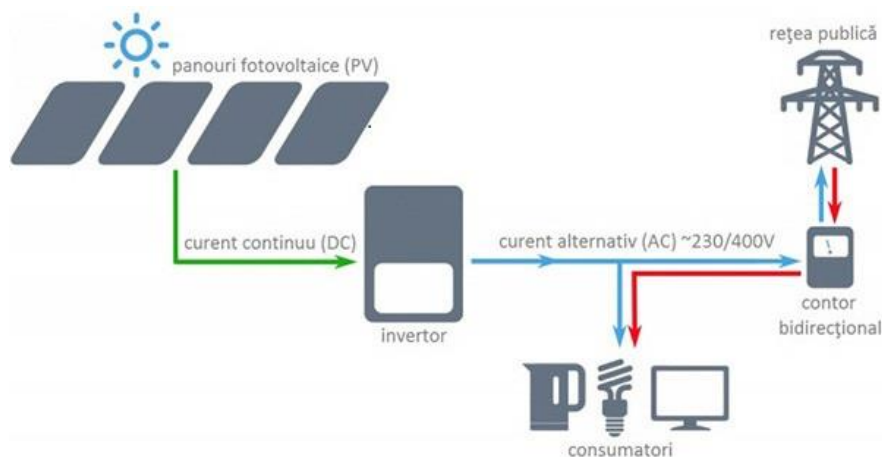 rețea publică
panouri fotovoltaice (PV)
curent continuu (DC)
curent alternativ (AC) ~230/400V
invertor
contor
bidirecțional
consumatori